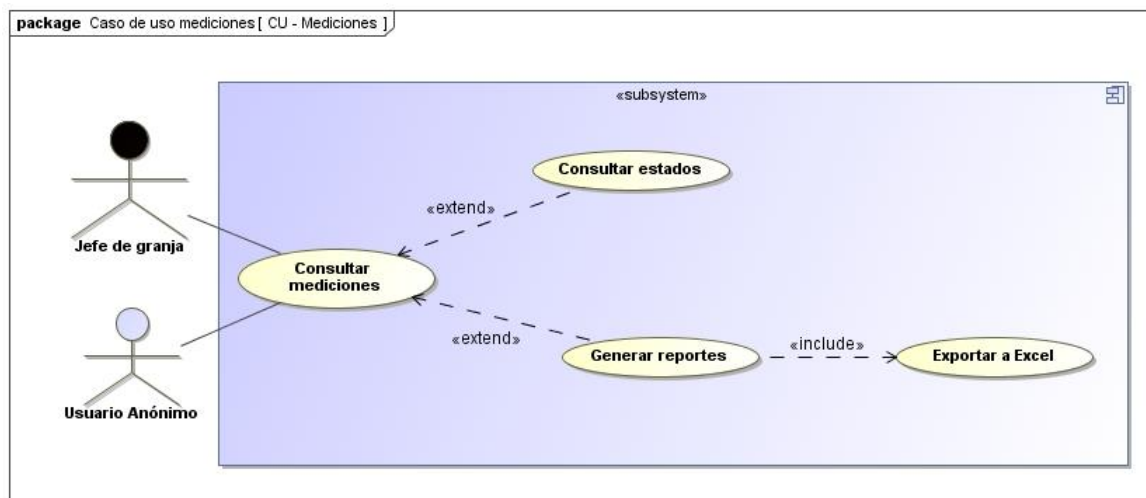 package Caso de uso mediciones [ CU - Mediciones ]
«subsystem»
Consultar estados
«extend»
Jefe de granja
Consultar
mediciones
«extend»
Generar reportes
«include»
Exportar a Excel
Usuario Anónimo